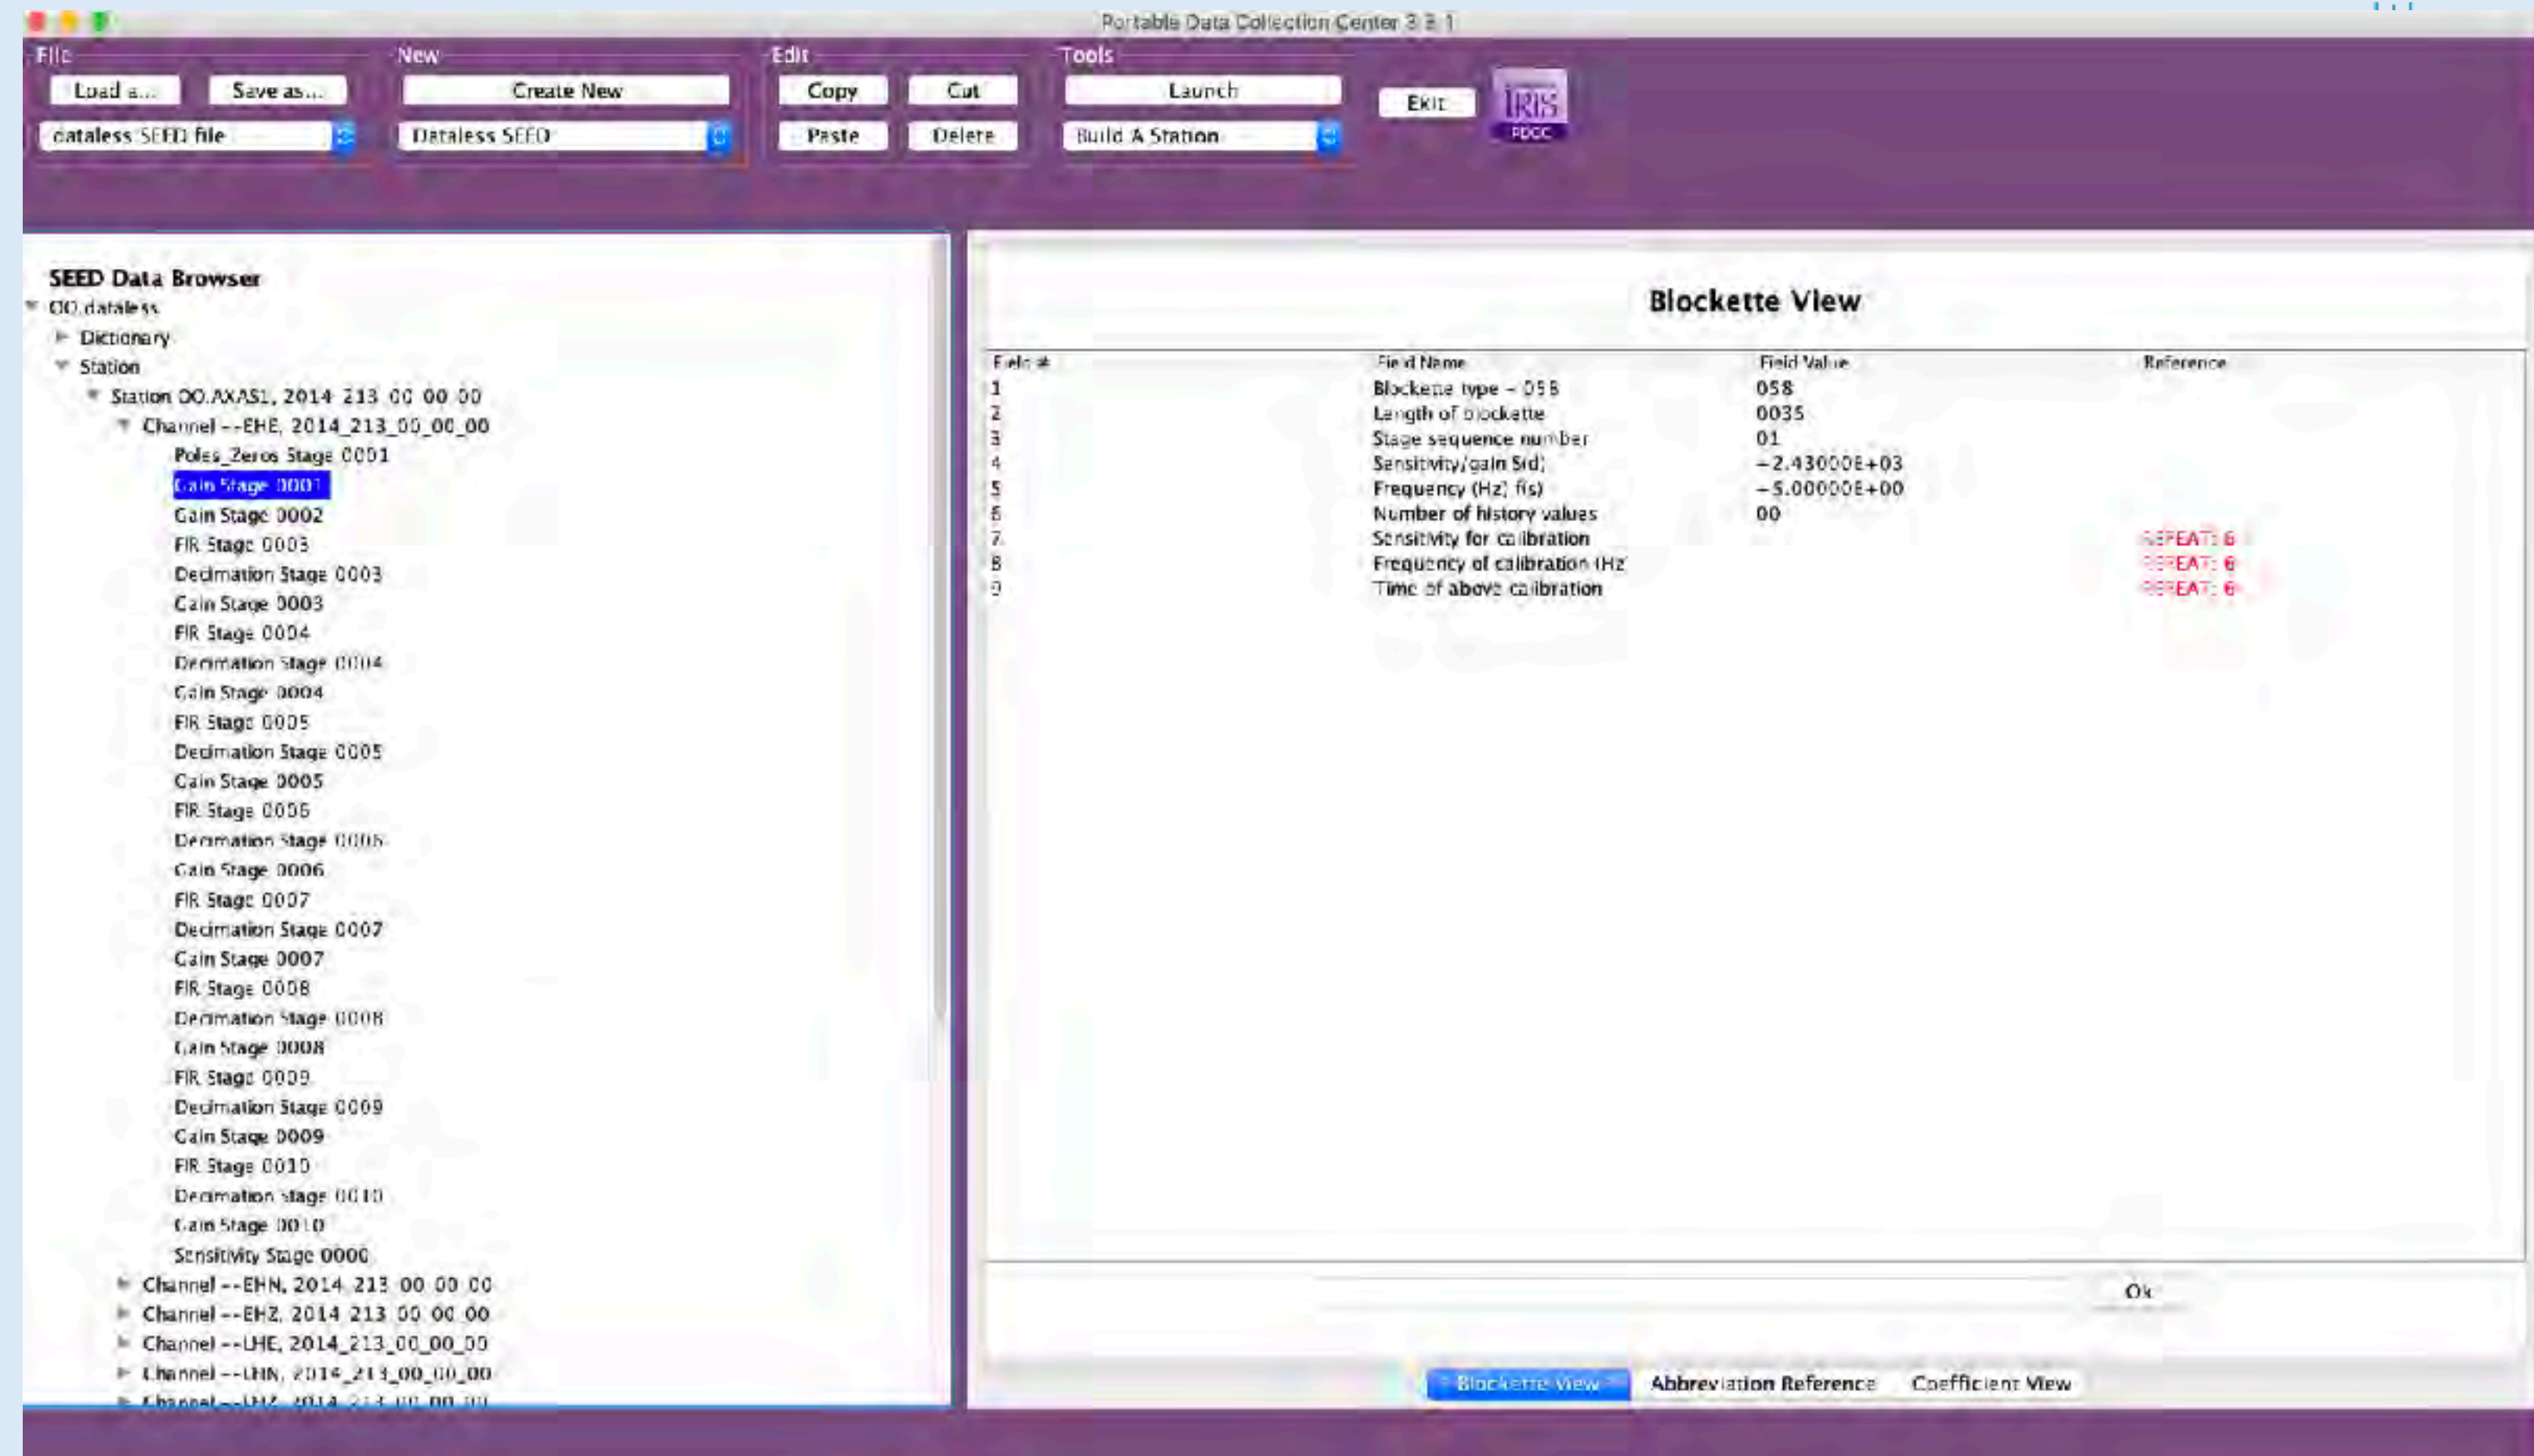 Portable Data Collection Center 3.8.1
File New Edit Tools
Load a... Save as... Create New Copy Cut Launch Exit IRIS
dataless SEED file Dataless SEED Paste Delete Build A Station PDCC
SEED Data Browser
OO.dataless
Dictionary
Station
Station OO.AXAS1, 2014_213_00_00_00
Channel --EHE, 2014_213_00_00_00
Poles_Zeros Stage 0001
Gain Stage 0001
Gain Stage 0002
FIR Stage 0003
Decimation Stage 0003
Gain Stage 0003
FIR Stage 0004
Decimation Stage 0004
Gain Stage 0004
FIR Stage 0005
Decimation Stage 0005
Gain Stage 0005
FIR Stage 0006
Decimation Stage 0006
Gain Stage 0006
FIR Stage 0007
Decimation Stage 0007
Gain Stage 0007
FIR Stage 0008
Decimation Stage 0008
Gain Stage 0008
FIR Stage 0009
Decimation Stage 0009
Gain Stage 0009
FIR Stage 0010
Decimation Stage 0010
Gain Stage 0010
Sensitivity Stage 0000
Channel --EHN, 2014_213_00_00_00
Channel --EHZ, 2014_213_00_00_00
Channel --LHE, 2014_213_00_00_00
Channel --LHN, 2014_213_00_00_00
Channel --LHZ, 2014_213_00_00_00
Blockette View
Field # Field Name Field Value Reference
1 Blockette type - 058 058
2 Length of blockette 0035
3 Stage sequence number 01
4 Sensitivity/gain S(d) +2.43000E+03
5 Frequency (Hz) f(s) +5.00000E+00
6 Number of history values 00
7 Sensitivity for calibration REPEAT: 6
8 Frequency of calibration (Hz REPEAT: 6
9 Time of above calibration REPEAT: 6
Ok
Blockette View Abbreviation Reference Coefficient View